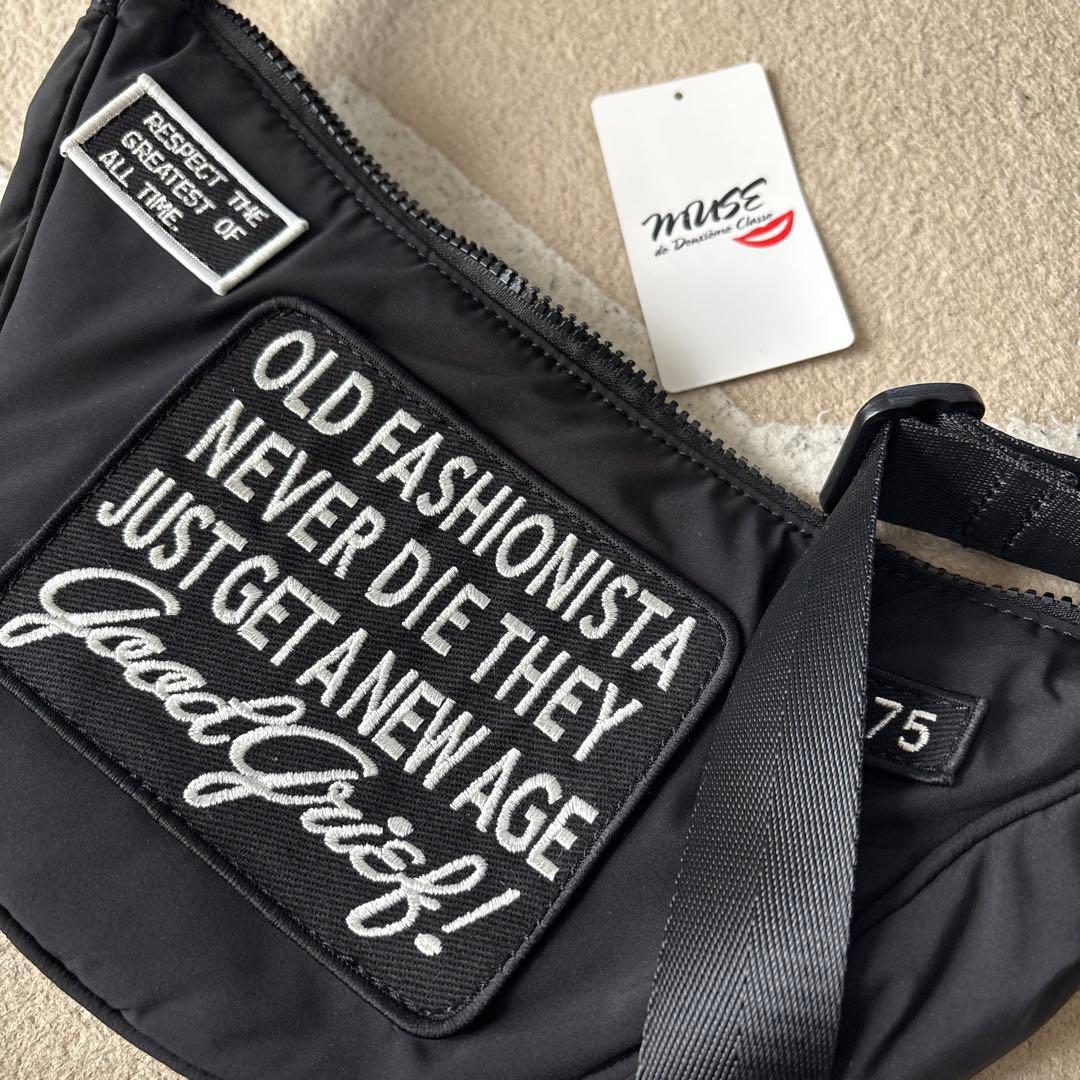 RESPECT THE
GREATEST OF
ALL TIME.
MUSE
de Deuxième Classe
OLD FASHIONISTA
NEVER DIE THEY
JUST GET A NEW AGE
Good Grief!
75